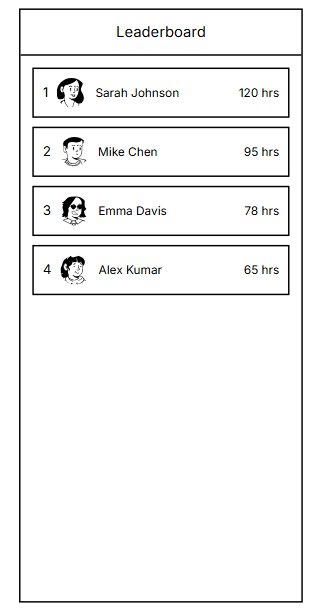 Leaderboard
1 Sarah Johnson 120 hrs
2 Mike Chen 95 hrs
3 Emma Davis 78 hrs
4 Alex Kumar 65 hrs